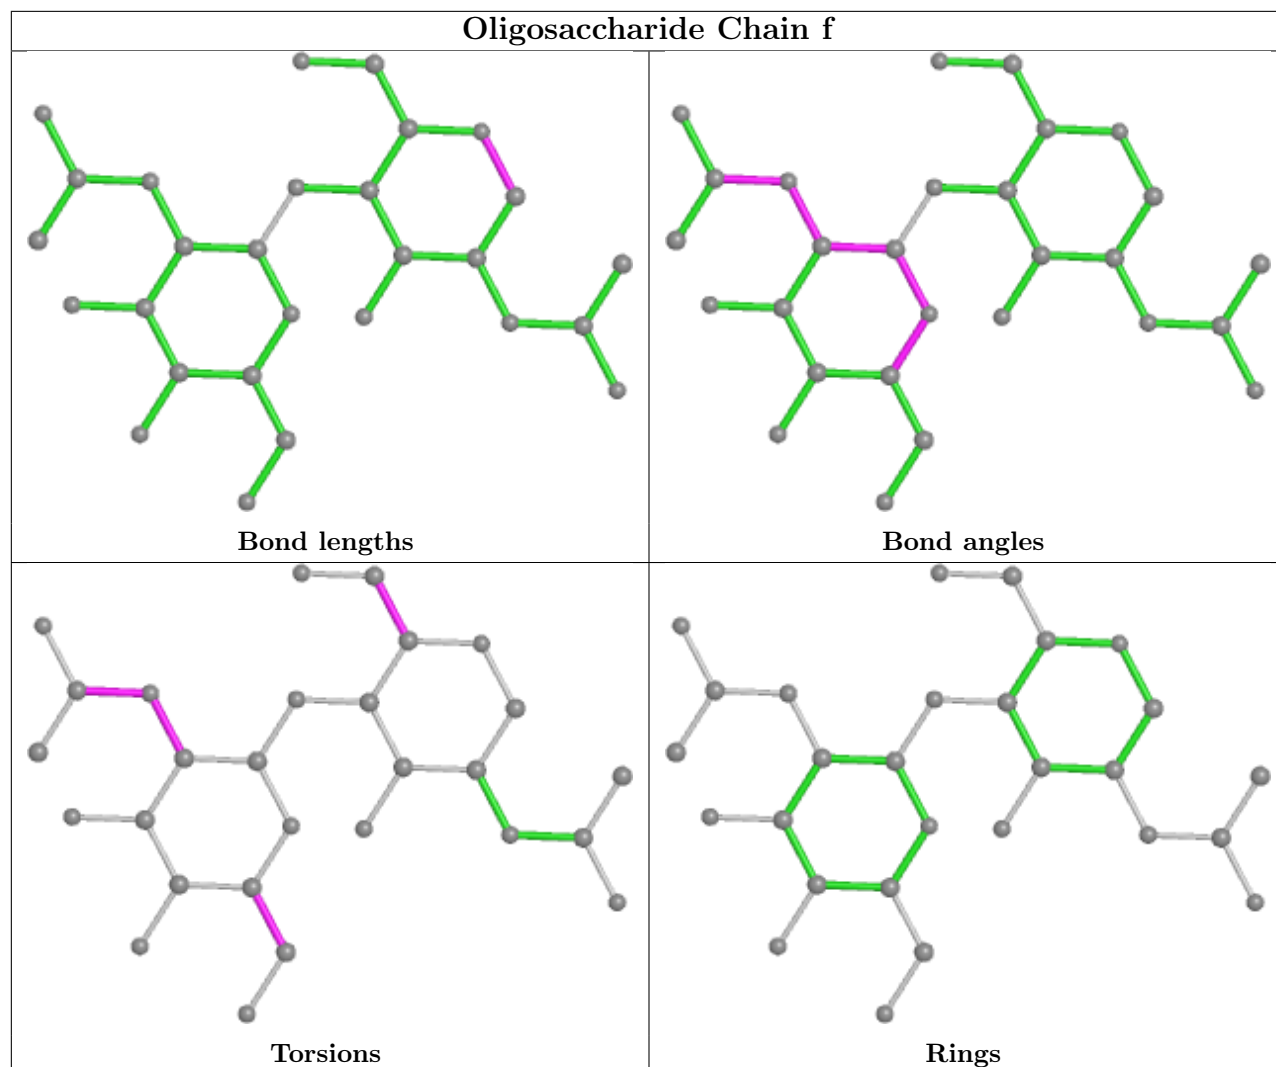 Oligosaccharide Chain f
Bond lengths
Bond angles
Torsions
Rings